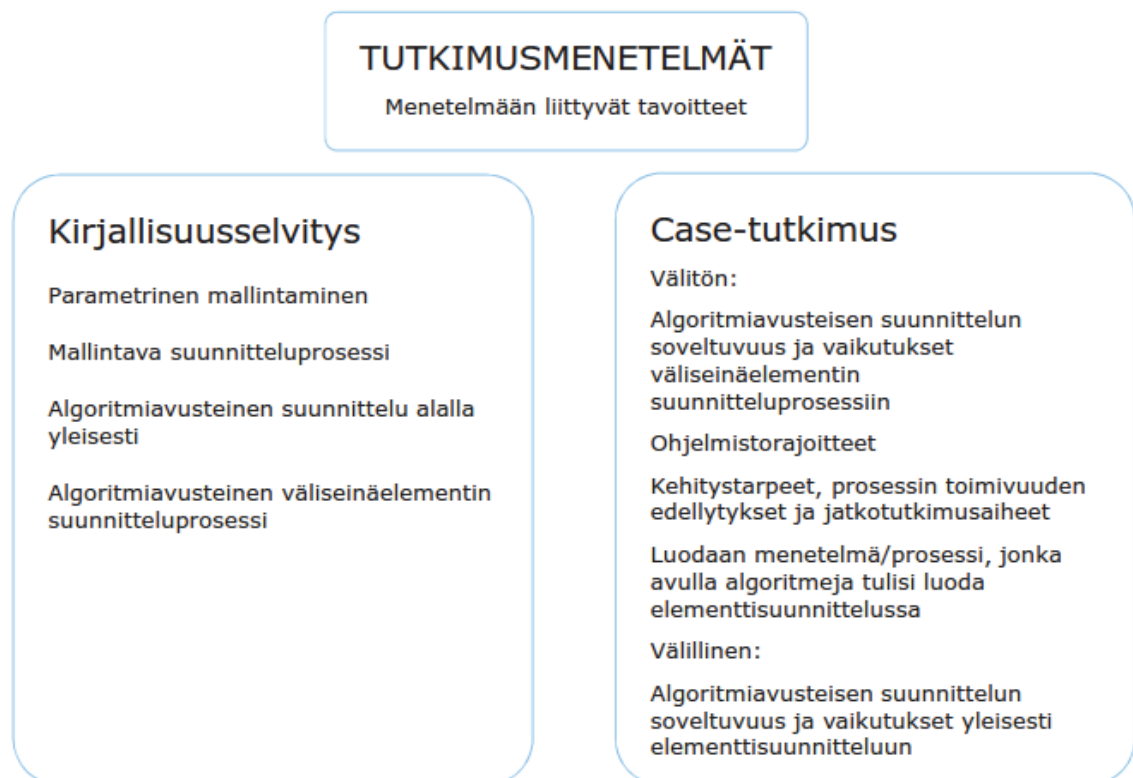 TUTKIMUSMENETELMÄT
Menetelmään liittyvät tavoitteet
Kirjallisuusselvitys
Parametrinen mallintaminen
Mallintava suunnitteluprosessi
Algoritmiavusteinen suunnittelu alalla
yleisesti
Algoritmiavusteinen väliseinäelementin
suunnitteluprosessi
Case-tutkimus
Välitön:
Algoritmiavusteisen suunnittelun
soveltuvuus ja vaikutukset
väliseinäelementin
suunnitteluprosessiin
Ohjelmistorajoitteet
Kehitystarpeet, prosessin toimivuuden
edellytykset ja jatkotutkimusaiheet
Luodaan menetelmä/prosessi, jonka
avulla algoritmeja tulisi luoda
elementtisuunnittelussa
Välillinen:
Algoritmiavusteisen suunnittelun
soveltuvuus ja vaikutukset yleisesti
elementtisuunnitteluun